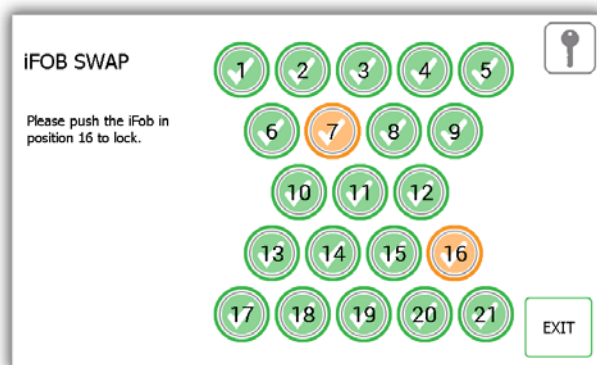 iFOB SWAP
Please push the iFob in
position 16 to lock.
1 2 3 4 5
6 7 8 9
10 11 12
13 14 15 16
17 18 19 20 21
EXIT